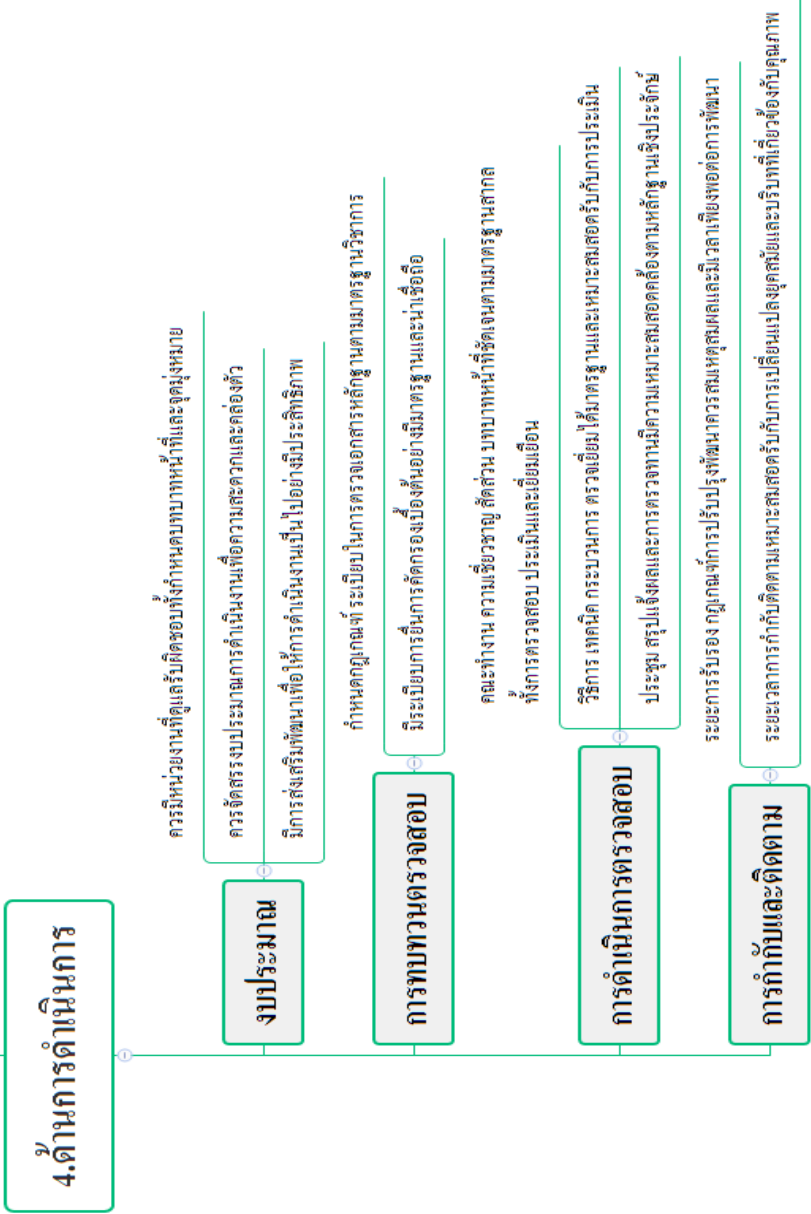 4.ด้านการดำเนินการ
งบประมาณ
ควรมีหน่วยงานที่ดูแลรับผิดชอบทั้งกำหนดบทบาทหน้าที่และจุดมุ่งหมาย
ควรจัดสรรงบประมาณการดำเนินงานเพื่อความสะดวกและคล่องตัว
มีการส่งเสริมพัฒนาเพื่อให้การดำเนินงานเป็นไปอย่างมีประสิทธิภาพ
การทบทวนตรวจสอบ
กำหนดกฎเกณฑ์ ระเบียบในการตรวจเอกสารหลักฐานตามมาตรฐานวิชาการ
มีระเบียบการยื่นการคัดกรองเบื้องต้นอย่างมีมาตรฐานและน่าเชื่อถือ
การดำเนินการตรวจสอบ
คณะทำงาน ความเชี่ยวชาญ สัดส่วน บทบาทหน้าที่ชัดเจนตามมาตรฐานสากล
ทั้งการตรวจสอบ ประเมินและเยี่ยมเยือน
วิธีการ เทคนิค กระบวนการ ตรวจเยี่ยมได้มาตรฐานและเหมาะสมสอดรับกับการประเมิน
ประชุม สรุปแจ้งผลและการตรวจทานมีความเหมาะสมสอดคล้องตามหลักฐานเชิงประจักษ์
การกำกับและติดตาม
ระยะการรับรอง กฎเกณฑ์การปรับปรุงพัฒนาควรสมเหตุสมผลและมีเวลาเพียงพอต่อการพัฒนา
ระยะเวลาการกำกับติดตามเหมาะสมสอดรับกับการเปลี่ยนแปลงยุคสมัยและบริบทที่เกี่ยวข้องกับคุณภาพ